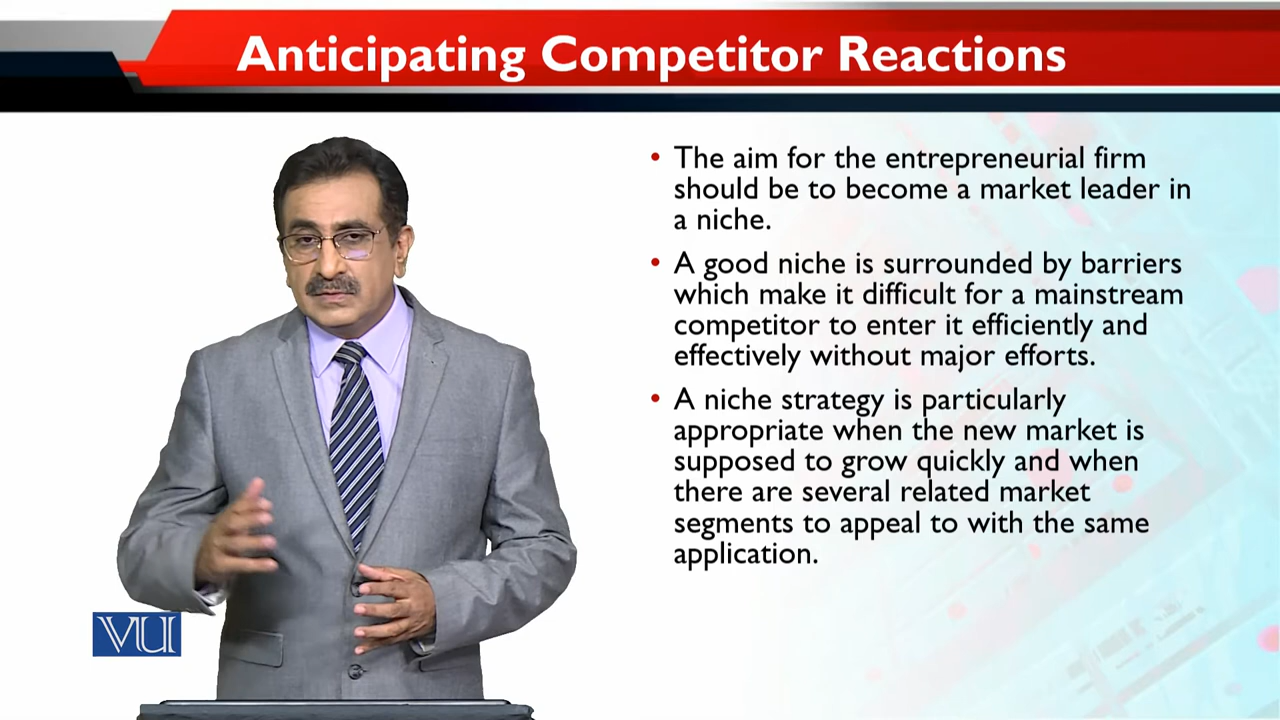 Anticipating Competitor Reactions
• The aim for the entrepreneurial firm
should be to become a market leader in
a niche.
• A good niche is surrounded by barriers
which make it difficult for a mainstream
competitor to enter it efficiently and
effectively without major efforts.
• A niche strategy is particularly
appropriate when the new market is
supposed to grow quickly and when
there are several related market
segments to appeal to with the same
application.
VU